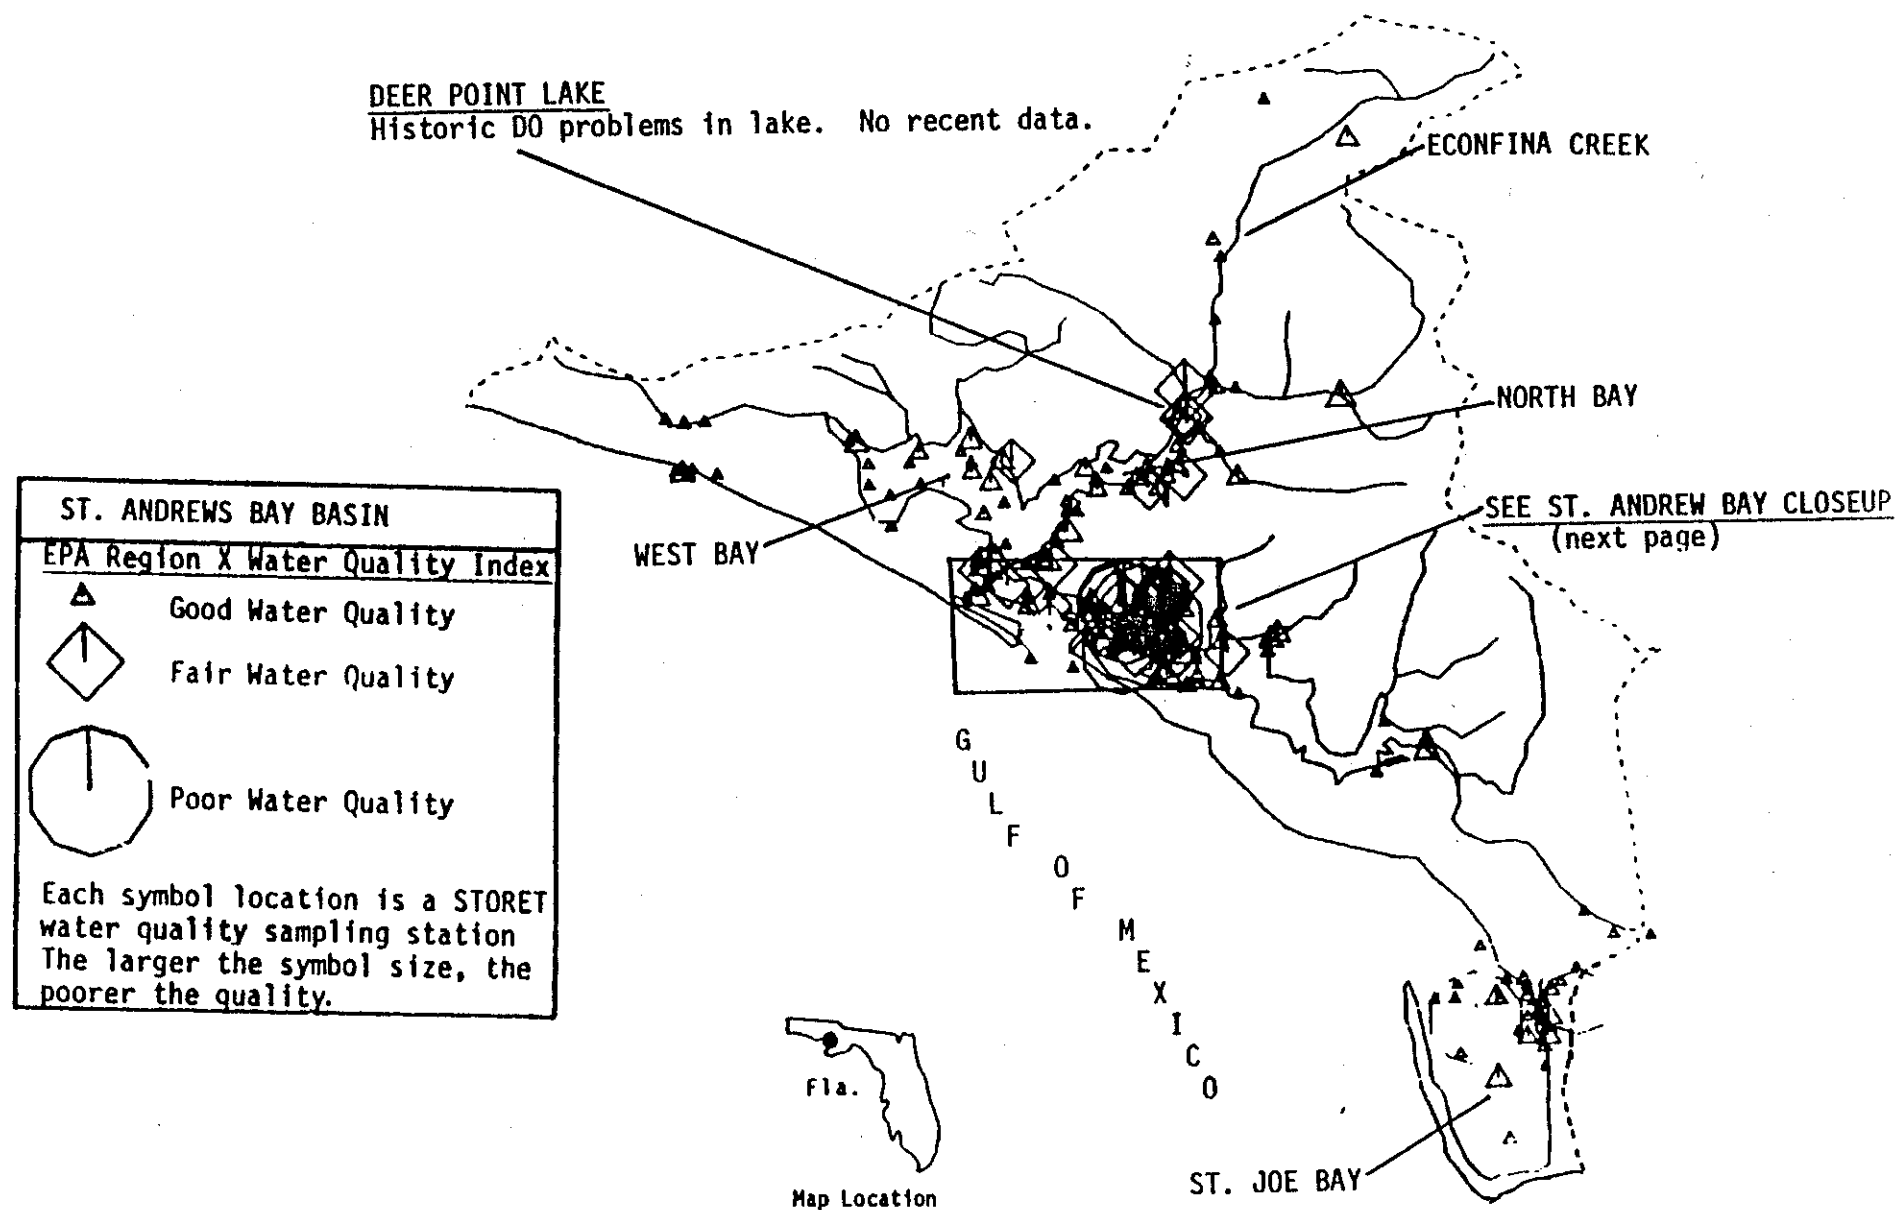 DEER POINT LAKE
Historic DO problems in lake. No recent data.
ECONFINA CREEK
NORTH BAY
SEE ST. ANDREW BAY CLOSEUP
(next page)
WEST BAY
ST. ANDREWS BAY BASIN
EPA Region X Water Quality Index
Good Water Quality
Fair Water Quality
Poor Water Quality
Each symbol location is a STORET
water quality sampling station
The larger the symbol size, the
poorer the quality.
GULF OF MEXICO
Fla.
Map Location
ST. JOE BAY